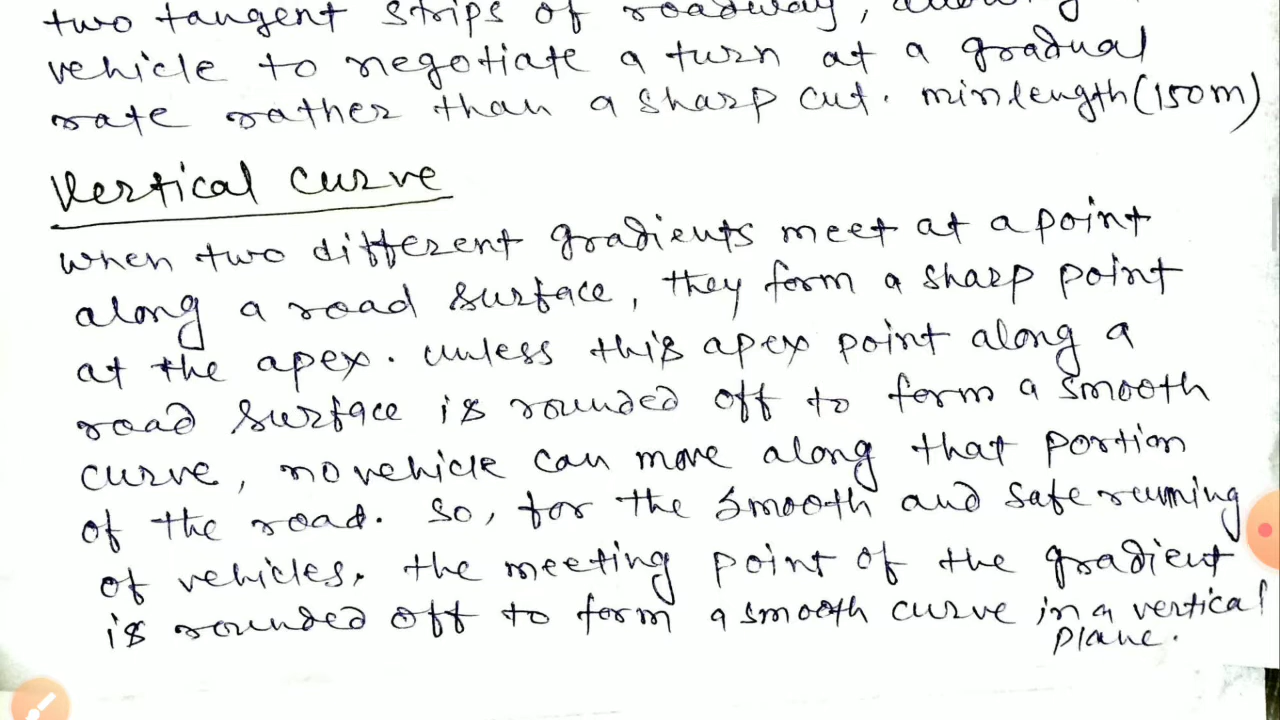 two tangent strips of roadway,
vehicle to negotiate a turn at a gradual
rate rather than a sharp cut. min length (150m)
Vertical curve
when two different gradients meet at a point
along a road surface, they form a sharp point
at the apex. unless this apex point along a
road surface is rounded off to form a smooth
curve, no vehicle can move along that portion
of the road. so, for the smooth and safe running
of vehicles. the meeting point of the gradient
is rounded off to form a smooth curve in a vertical
plane.